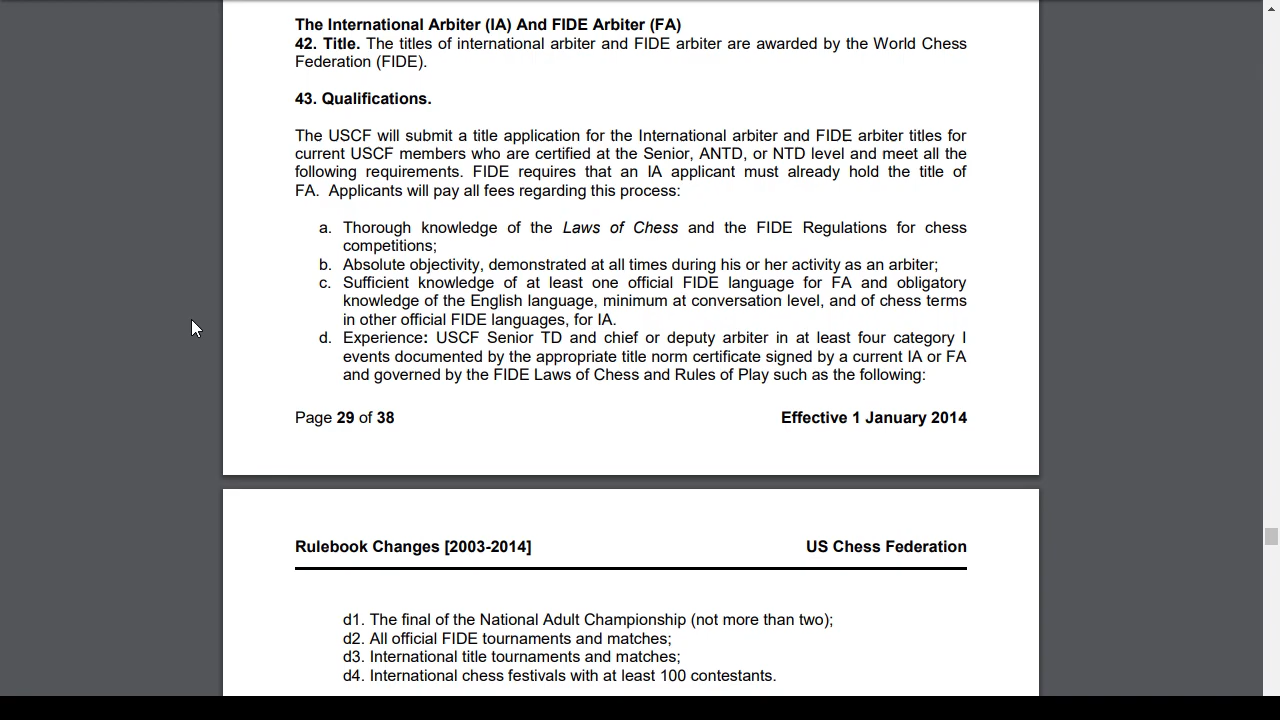 The International Arbiter (IA) And FIDE Arbiter (FA)
42. Title. The titles of international arbiter and FIDE arbiter are awarded by the World Chess
Federation (FIDE).
43. Qualifications.
The USCF will submit a title application for the International arbiter and FIDE arbiter titles for
current USCF members who are certified at the Senior, ANTD, or NTD level and meet all the
following requirements. FIDE requires that an IA applicant must already hold the title of
FA. Applicants will pay all fees regarding this process:
a. Thorough knowledge of the Laws of Chess and the FIDE Regulations for chess
competitions;
b. Absolute objectivity, demonstrated at all times during his or her activity as an arbiter;
c. Sufficient knowledge of at least one official FIDE language for FA and obligatory
knowledge of the English language, minimum at conversation level, and of chess terms
in other official FIDE languages, for IA.
d. Experience: USCF Senior TD and chief or deputy arbiter in at least four category I
events documented by the appropriate title norm certificate signed by a current IA or FA
and governed by the FIDE Laws of Chess and Rules of Play such as the following:
Page 29 of 38 Effective 1 January 2014
Rulebook Changes [2003-2014] US Chess Federation
d1. The final of the National Adult Championship (not more than two);
d2. All official FIDE tournaments and matches;
d3. International title tournaments and matches;
d4. International chess festivals with at least 100 contestants.